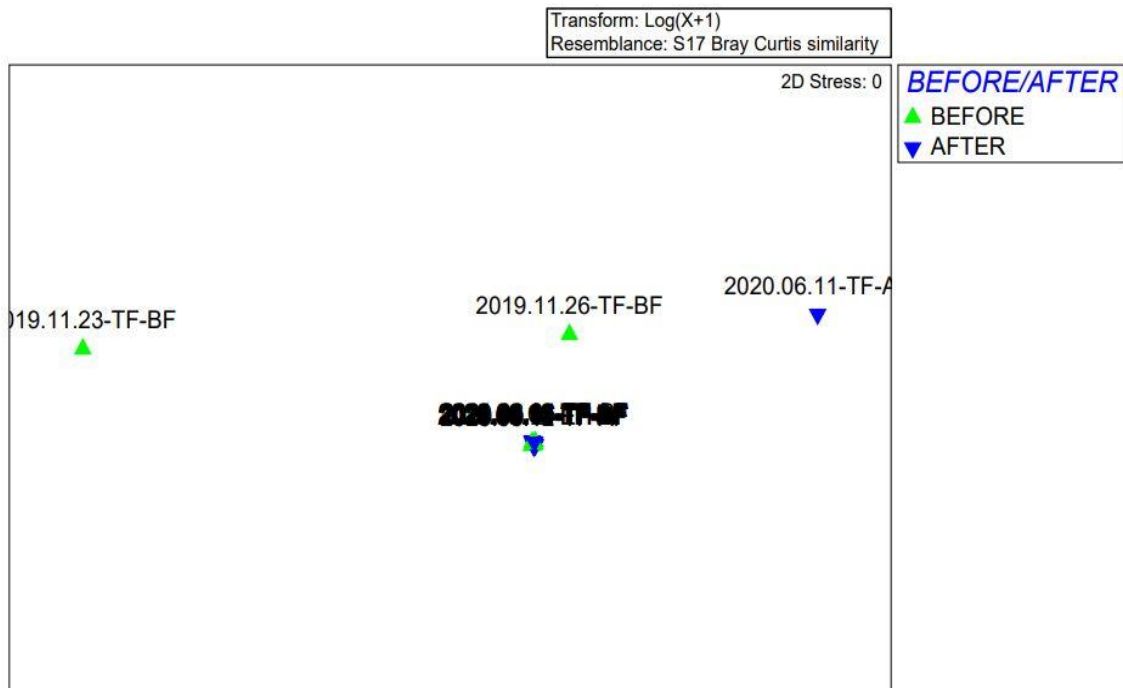 Transform: Log(X+1)
Resemblance: S17 Bray Curtis similarity
2D Stress: 0
BEFORE/AFTER
BEFORE
AFTER
2020.06.11-TF-A
2019.11.26-TF-BF
019.11.23-TF-BF